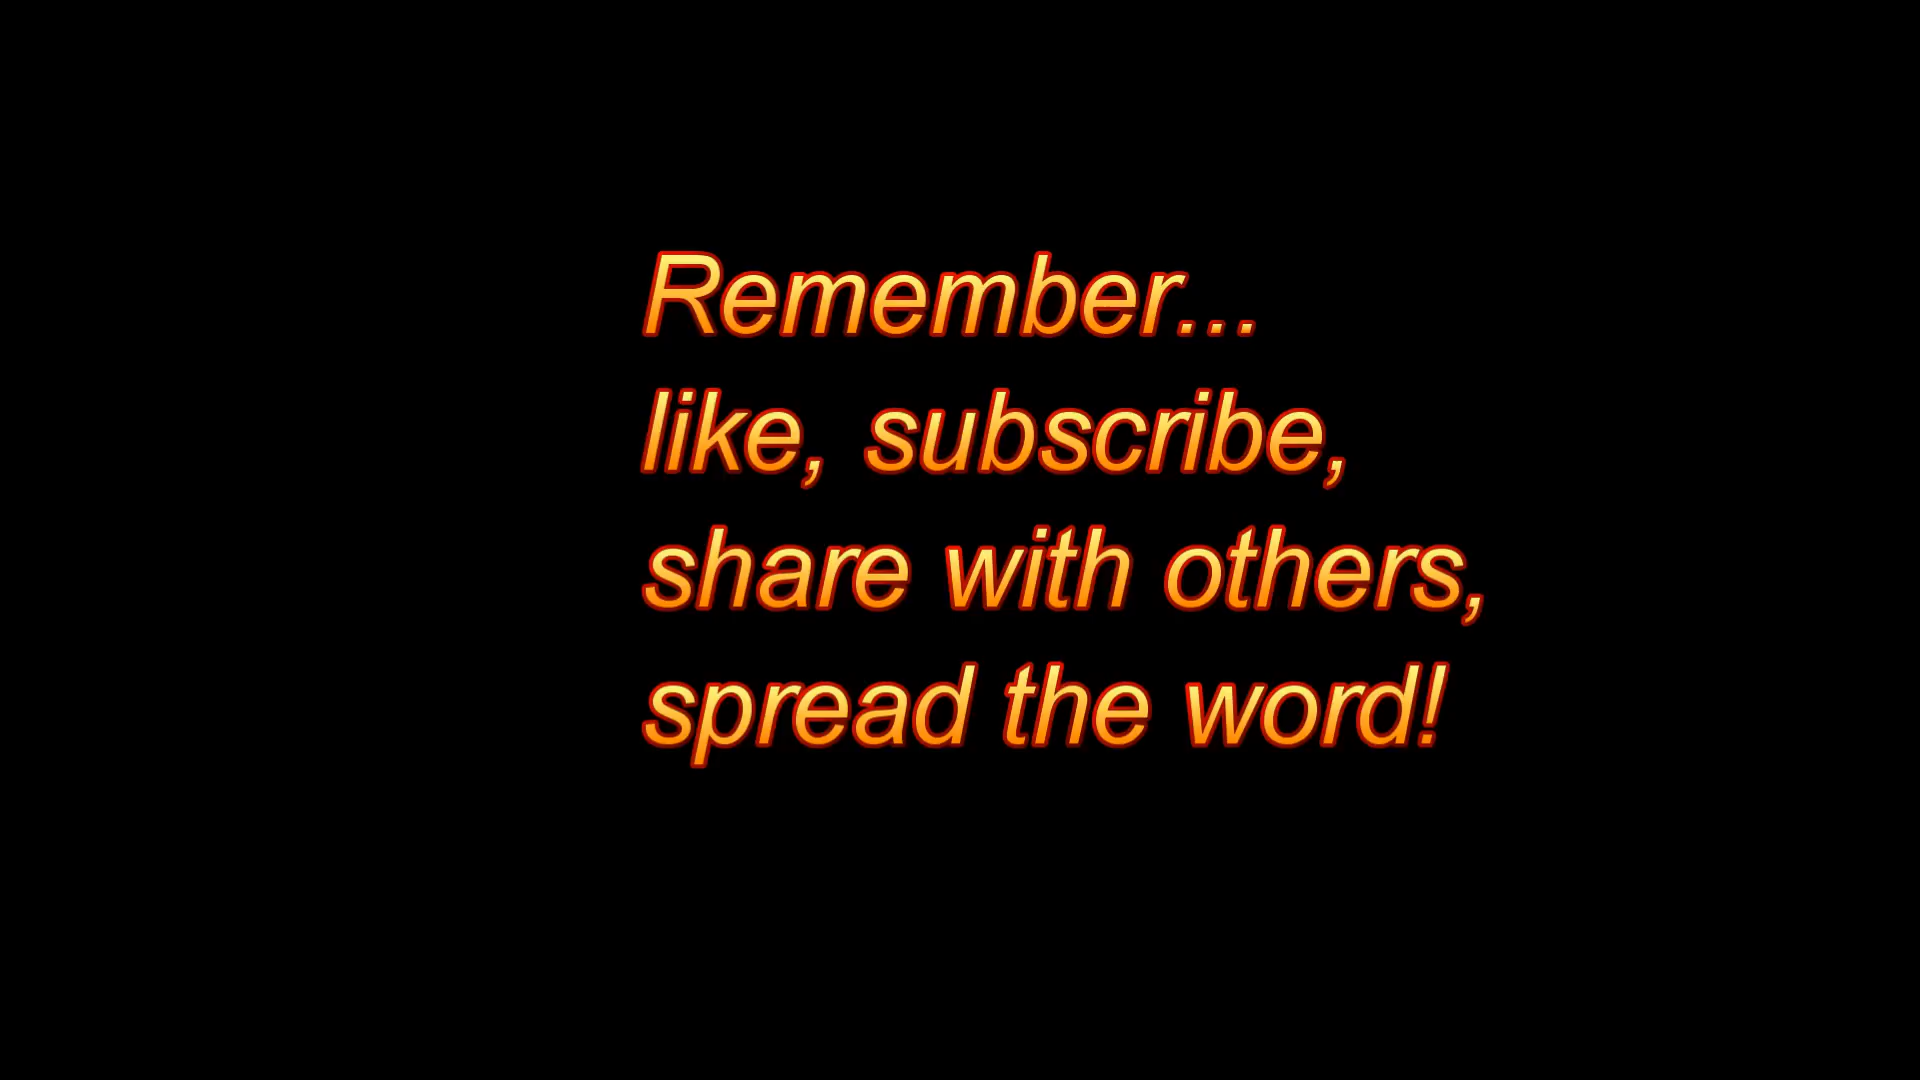 Remember...
like, subscribe,
share with others,
spread the word!